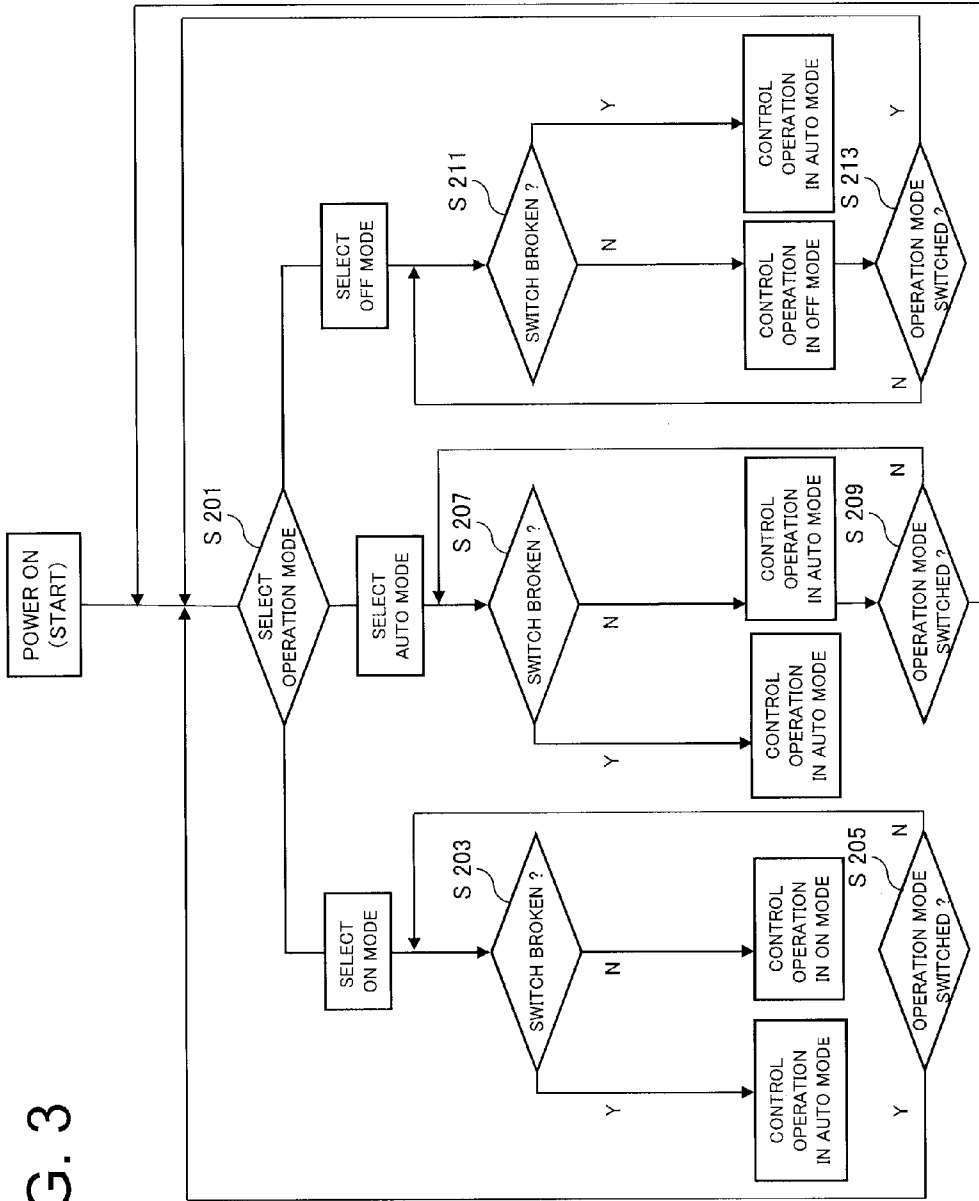 G. 3
POWER ON
(START)
S 201
SELECT
OPERATION MODE
SELECT
ON MODE
SELECT
AUTO MODE
SELECT
OFF MODE
S 203
SWITCH BROKEN ?
Y
N
CONTROL
OPERATION
IN AUTO MODE
CONTROL
OPERATION
IN ON MODE
S 205
OPERATION MODE
SWITCHED ?
Y
N
S 207
SWITCH BROKEN ?
Y
N
CONTROL
OPERATION
IN AUTO MODE
CONTROL
OPERATION
IN AUTO MODE
S 209
OPERATION MODE
SWITCHED ?
N
S 211
SWITCH BROKEN ?
N
Y
CONTROL
OPERATION
IN OFF MODE
CONTROL
OPERATION
IN AUTO MODE
S 213
OPERATION MODE
SWITCHED ?
N
Y